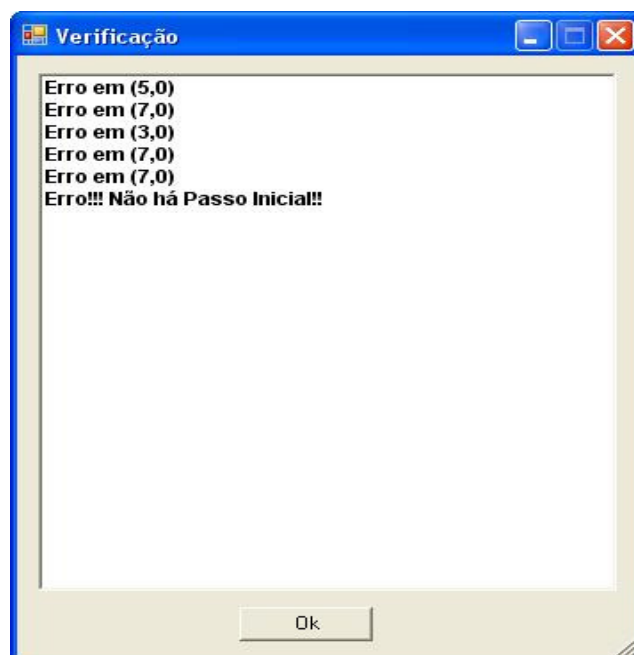 Verificação
Erro em (5,0)
Erro em (7,0)
Erro em (3,0)
Erro em (7,0)
Erro em (7,0)
Erro!!! Não há Passo Inicial!!
Ok